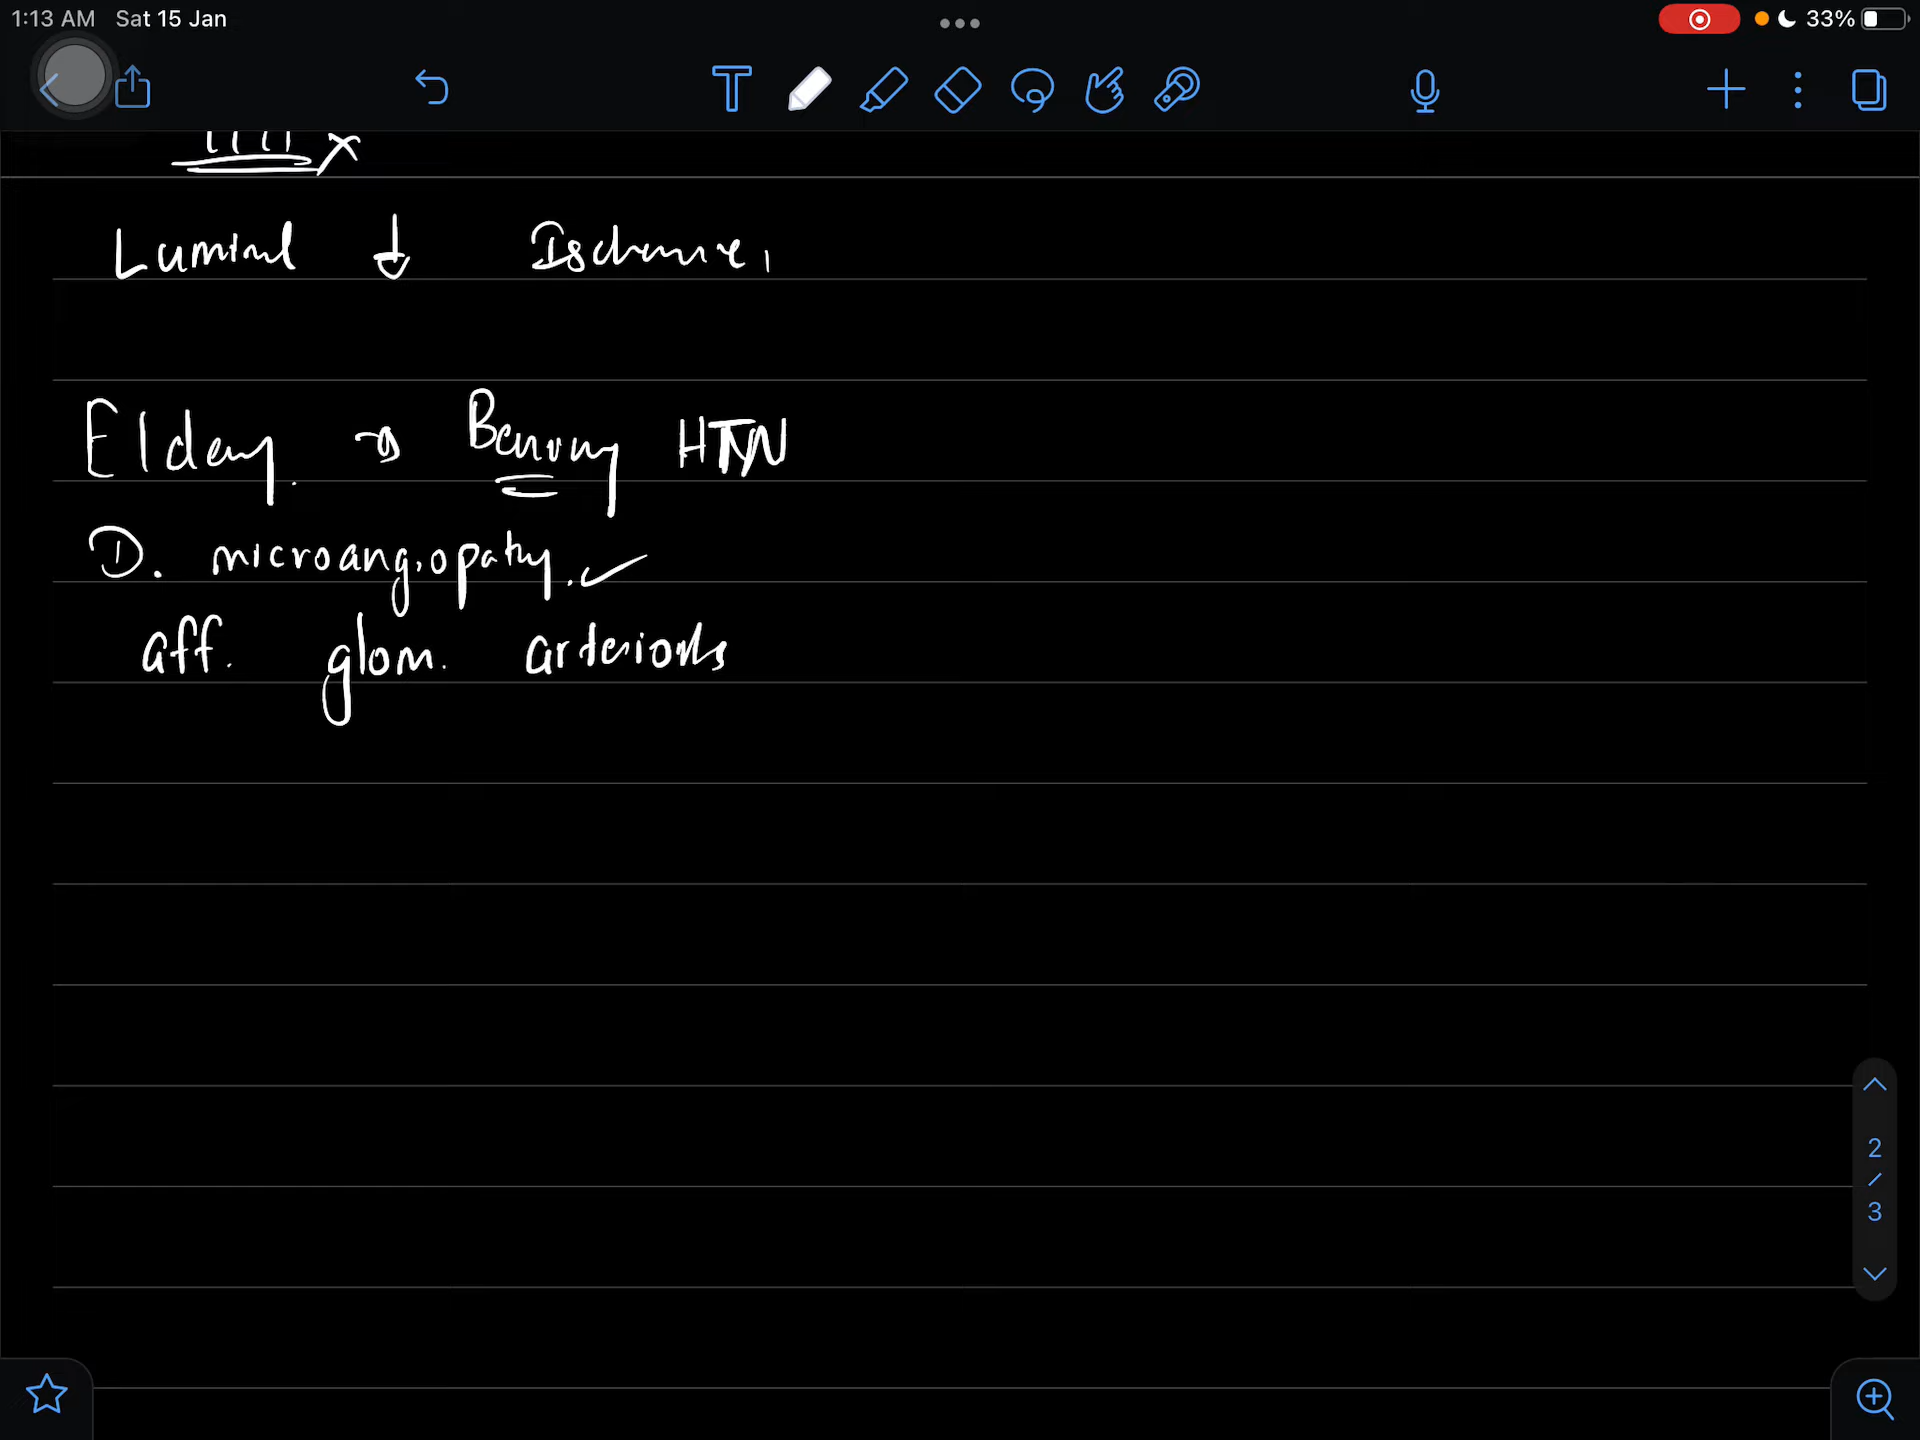 1:13 AM Sat 15 Jan 33%
Luminal ↓ Ischemia,
Elderly. → Benign HTN
D. microangiopathy. ✓
aff. glom. arterioles
2
/
3